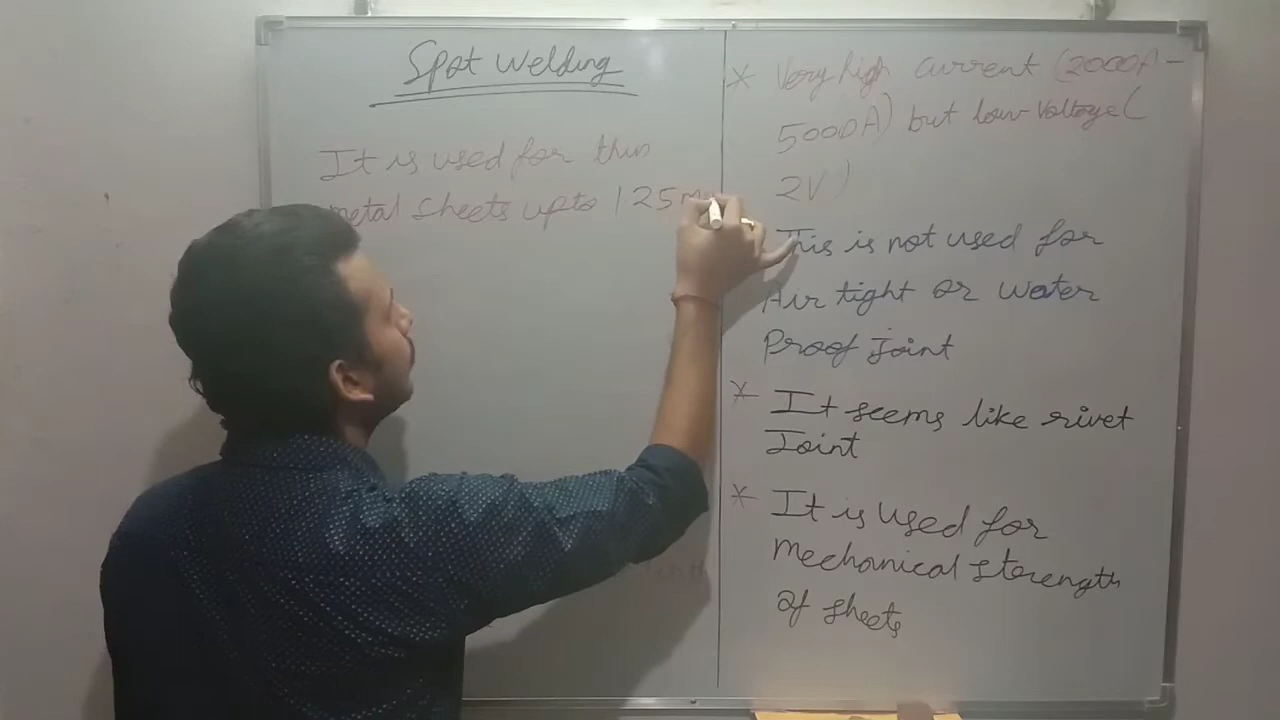 Spot Welding
It is used for thin
metal sheets upto 125m
* Very high current (2000A-
5000A) but low voltage(
2V)
This is not used for
Air tight or water
Proof joint
* It seems like rivet
Joint
* It is used for
mechanical strength
of sheets